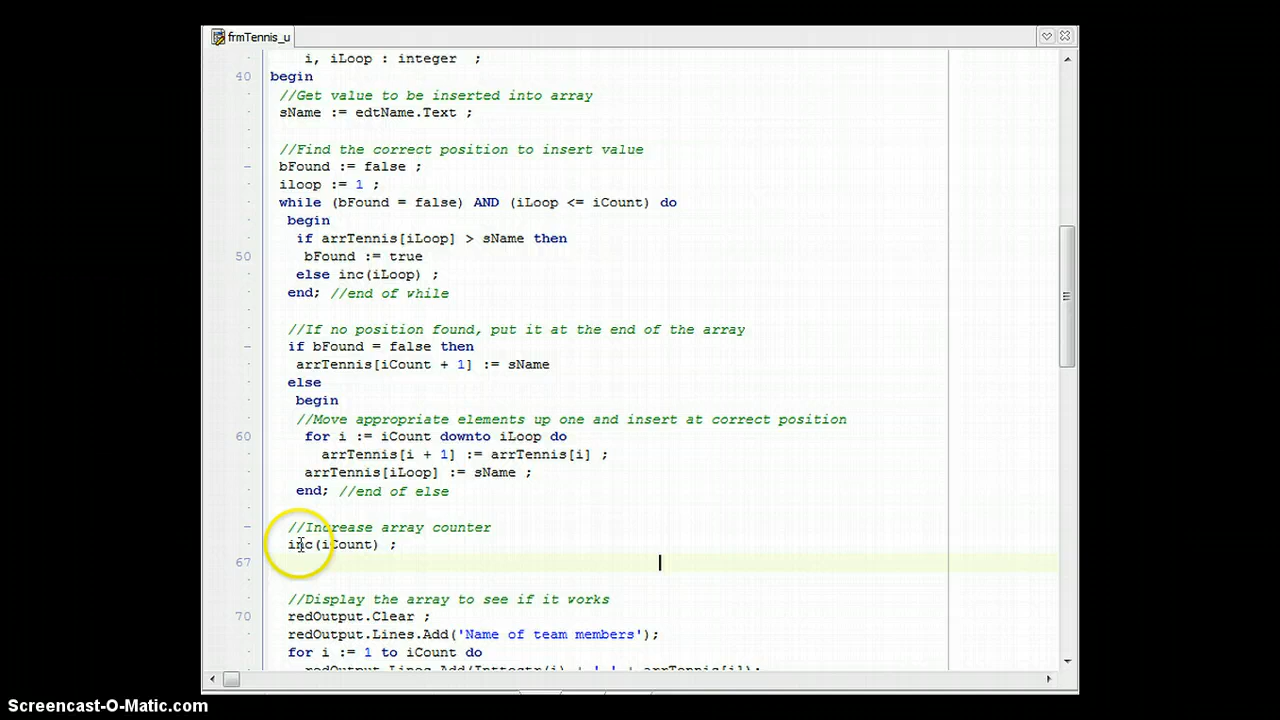 frmTennis_u
i, iLoop : integer ;
40 begin
//Get value to be inserted into array
sName := edtName.Text ;
//Find the correct position to insert value
bFound := false ;
iloop := 1 ;
while (bFound = false) AND (iLoop <= iCount) do
begin
if arrTennis[iLoop] > sName then
50 bFound := true
else inc(iLoop) ;
end; //end of while
//If no position found, put it at the end of the array
if bFound = false then
arrTennis[iCount + 1] := sName
else
begin
//Move appropriate elements up one and insert at correct position
60 for i := iCount downto iLoop do
arrTennis[i + 1] := arrTennis[i] ;
arrTennis[iLoop] := sName ;
end; //end of else
//Increase array counter
inc(iCount) ;
67
//Display the array to see if it works
70 redOutput.Clear ;
redOutput.Lines.Add('Name of team members');
for i := 1 to iCount do
redOutput.Lines.Add(Inttostr(i) + '.' + arrTennis[i]);
Screencast-O-Matic.com